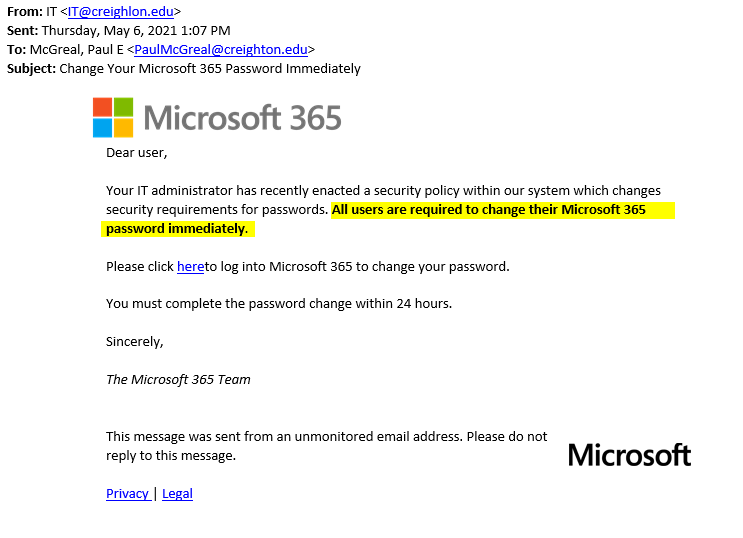 From: IT <IT@creighlon.edu>
Sent: Thursday, May 6, 2021 1:07 PM
To: McGreal, Paul E <PaulMcGreal@creighton.edu>
Subject: Change Your Microsoft 365 Password Immediately
Microsoft 365
Dear user,
Your IT administrator has recently enacted a security policy within our system which changes
security requirements for passwords. All users are required to change their Microsoft 365
password immediately.
Please click hereto log into Microsoft 365 to change your password.
You must complete the password change within 24 hours.
Sincerely,
The Microsoft 365 Team
This message was sent from an unmonitored email address. Please do not
reply to this message.
Microsoft
Privacy | Legal